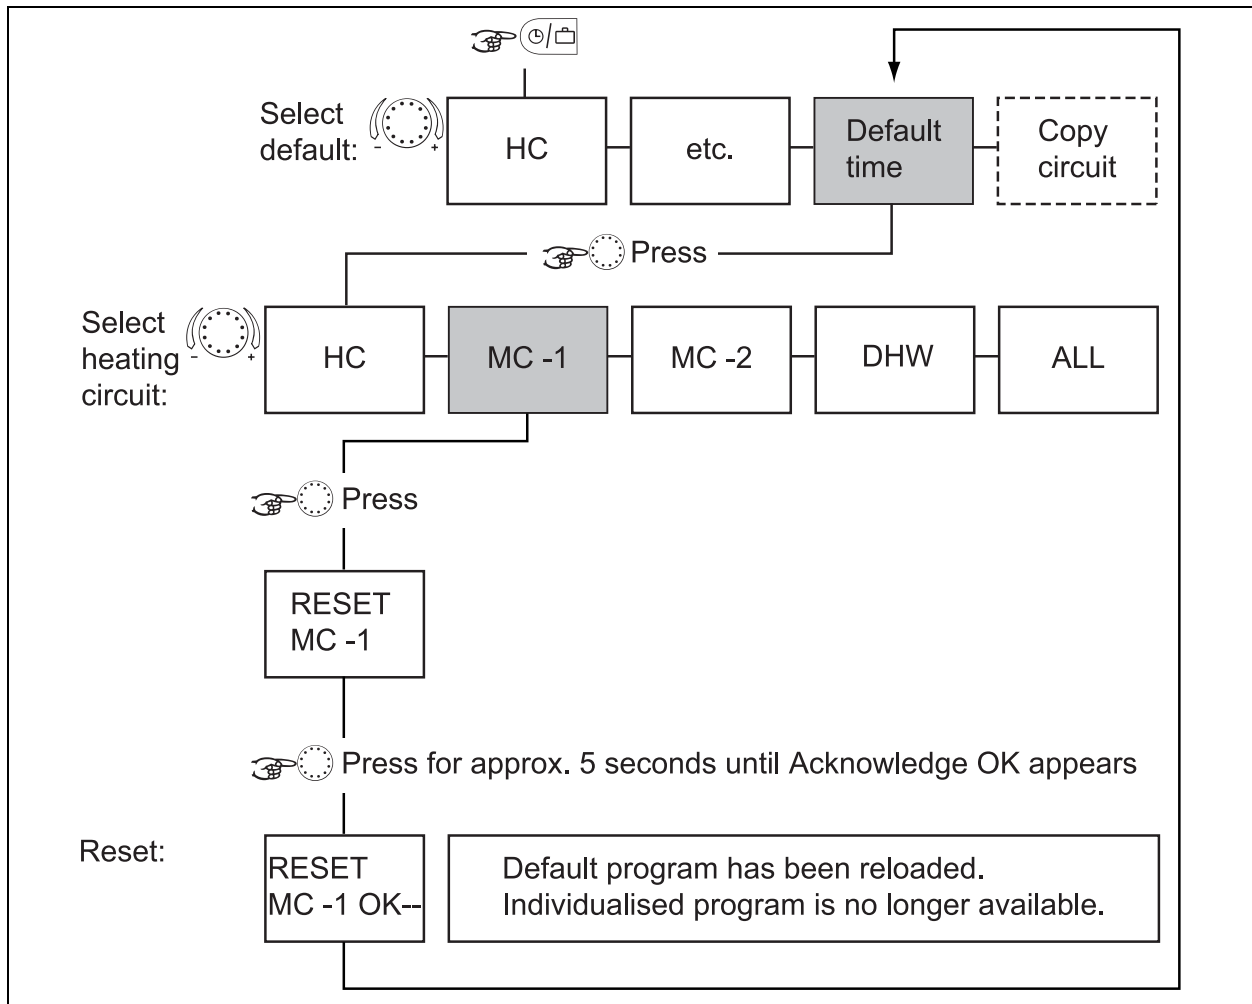 Select
default:
- +
HC
etc.
Default
time
Copy
circuit
Press
Select
heating
circuit:
- +
HC
MC -1
MC -2
DHW
ALL
Press
RESET
MC -1
Press for approx. 5 seconds until Acknowledge OK appears
Reset:
RESET
MC -1 OK--
Default program has been reloaded.
Individualised program is no longer available.